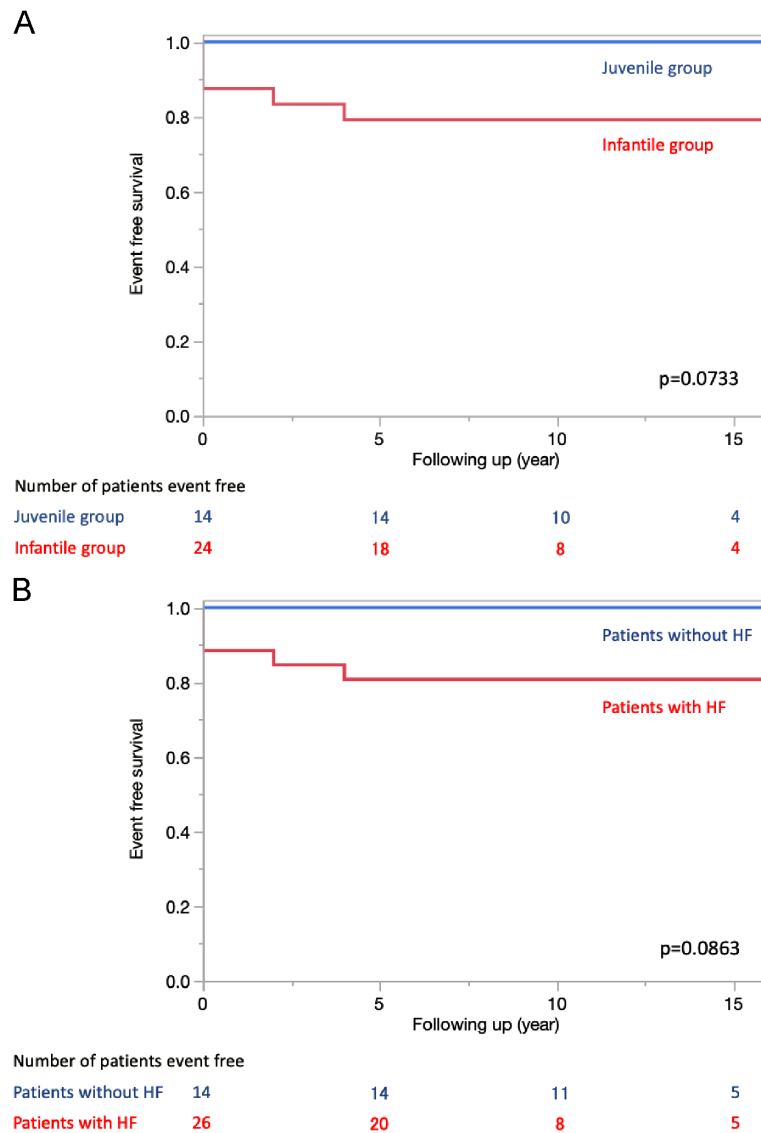 A
1.0
Juvenile group
0.8
Infantile group
0.6
Event free survival
0.4
0.2
p=0.0733
0.0
0 5 10 15
Following up (year)
Number of patients event free
Juvenile group 14 14 10 4
Infantile group 24 18 8 4
B
1.0
Patients without HF
0.8
Patients with HF
0.6
Event free survival
0.4
0.2
p=0.0863
0.0
0 5 10 15
Following up (year)
Number of patients event free
Patients without HF 14 14 11 5
Patients with HF 26 20 8 5